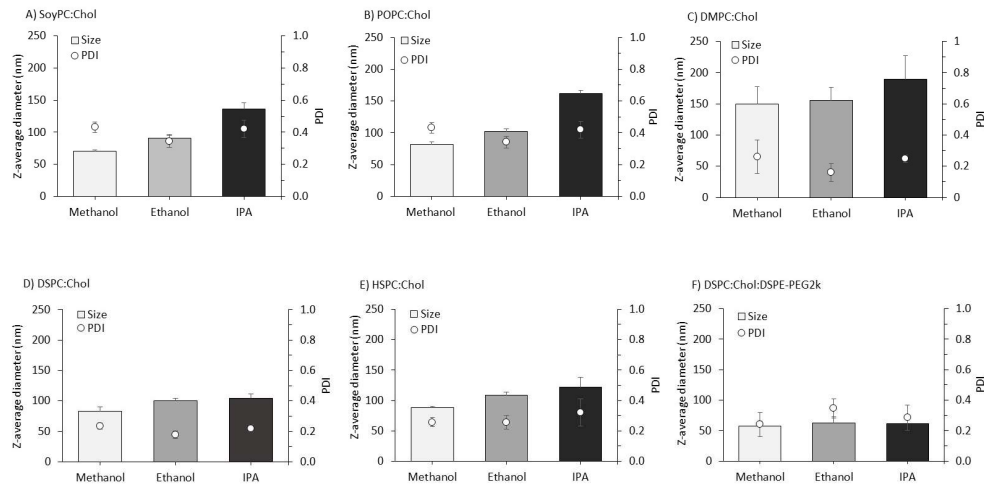 A) SoyPC:Chol
Z-average diameter (nm)
250
200
150
100
50
0
Size
PDI
1.0
0.8
0.6
0.4
0.2
0.0
PDI
Methanol Ethanol IPA
B) POPC:Chol
Z-average diameter (nm)
250
200
150
100
50
0
Size
PDI
1.0
0.8
0.6
0.4
0.2
0.0
PDI
Methanol Ethanol IPA
C) DMPC:Chol
Z-average diameter (nm)
250
200
150
100
50
0
Size
PDI
1
0.8
0.6
0.4
0.2
0
PDI
Methanol Ethanol IPA
D) DSPC:Chol
Z-average diameter (nm)
250
200
150
100
50
0
Size
PDI
1.0
0.8
0.6
0.4
0.2
0.0
PDI
Methanol Ethanol IPA
E) HSPC:Chol
Z-average diameter (nm)
250
200
150
100
50
0
Size
PDI
1.0
0.8
0.6
0.4
0.2
0.0
PDI
Methanol Ethanol IPA
F) DSPC:Chol:DSPE-PEG2k
Z-average diameter (nm)
250
200
150
100
50
0
Size
PDI
1.0
0.8
0.6
0.4
0.2
0.0
PDI
Methanol Ethanol IPA